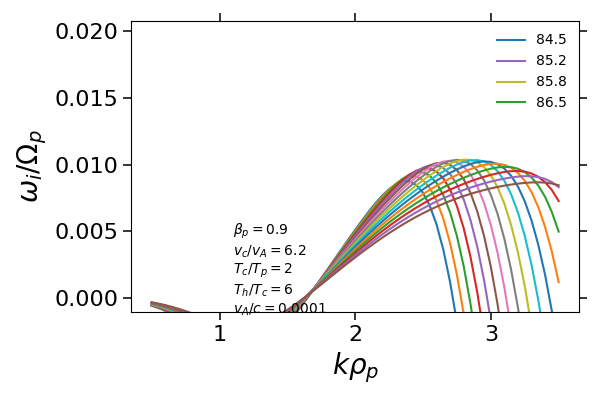 0.020
0.015
0.010
0.005
0.000
ω_i/Ω_p
84.5
85.2
85.8
86.5
β_p = 0.9
v_c/v_A = 6.2
T_c/T_p = 2
T_h/T_c = 6
v_A/c = 0.0001
1 2 3
kρ_p